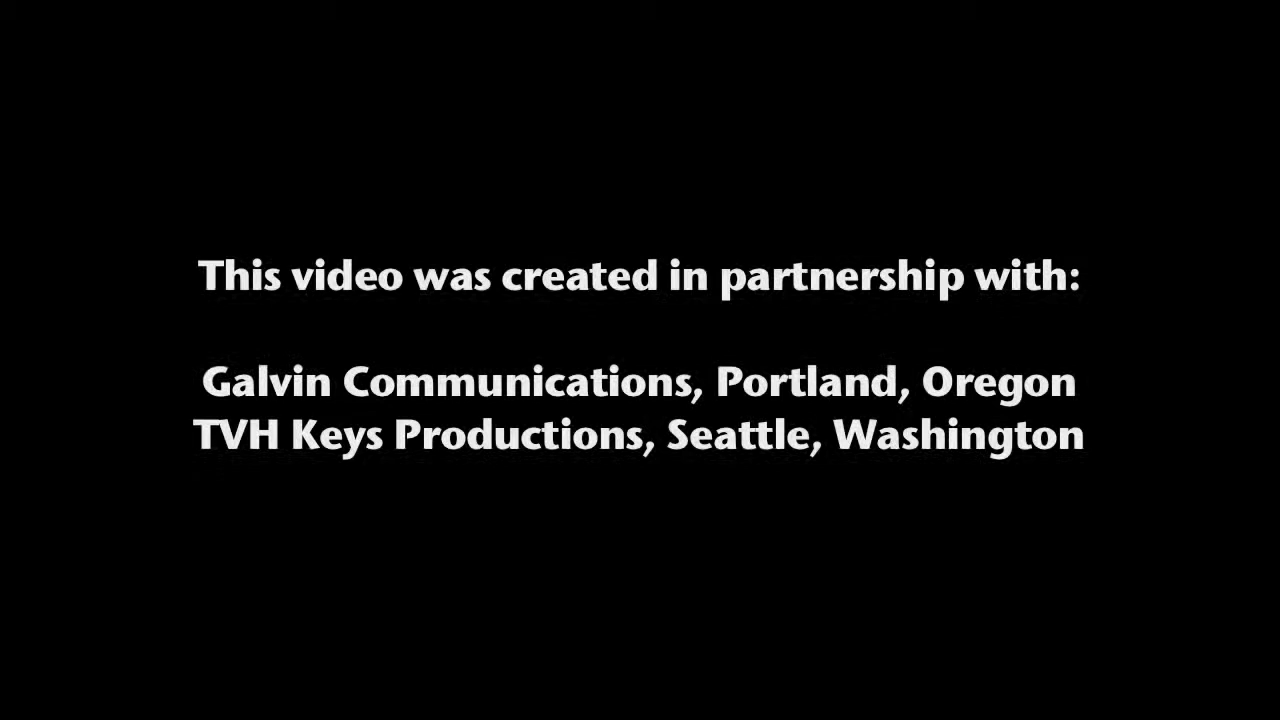 This video was created in partnership with:
Galvin Communications, Portland, Oregon
TVH Keys Productions, Seattle, Washington